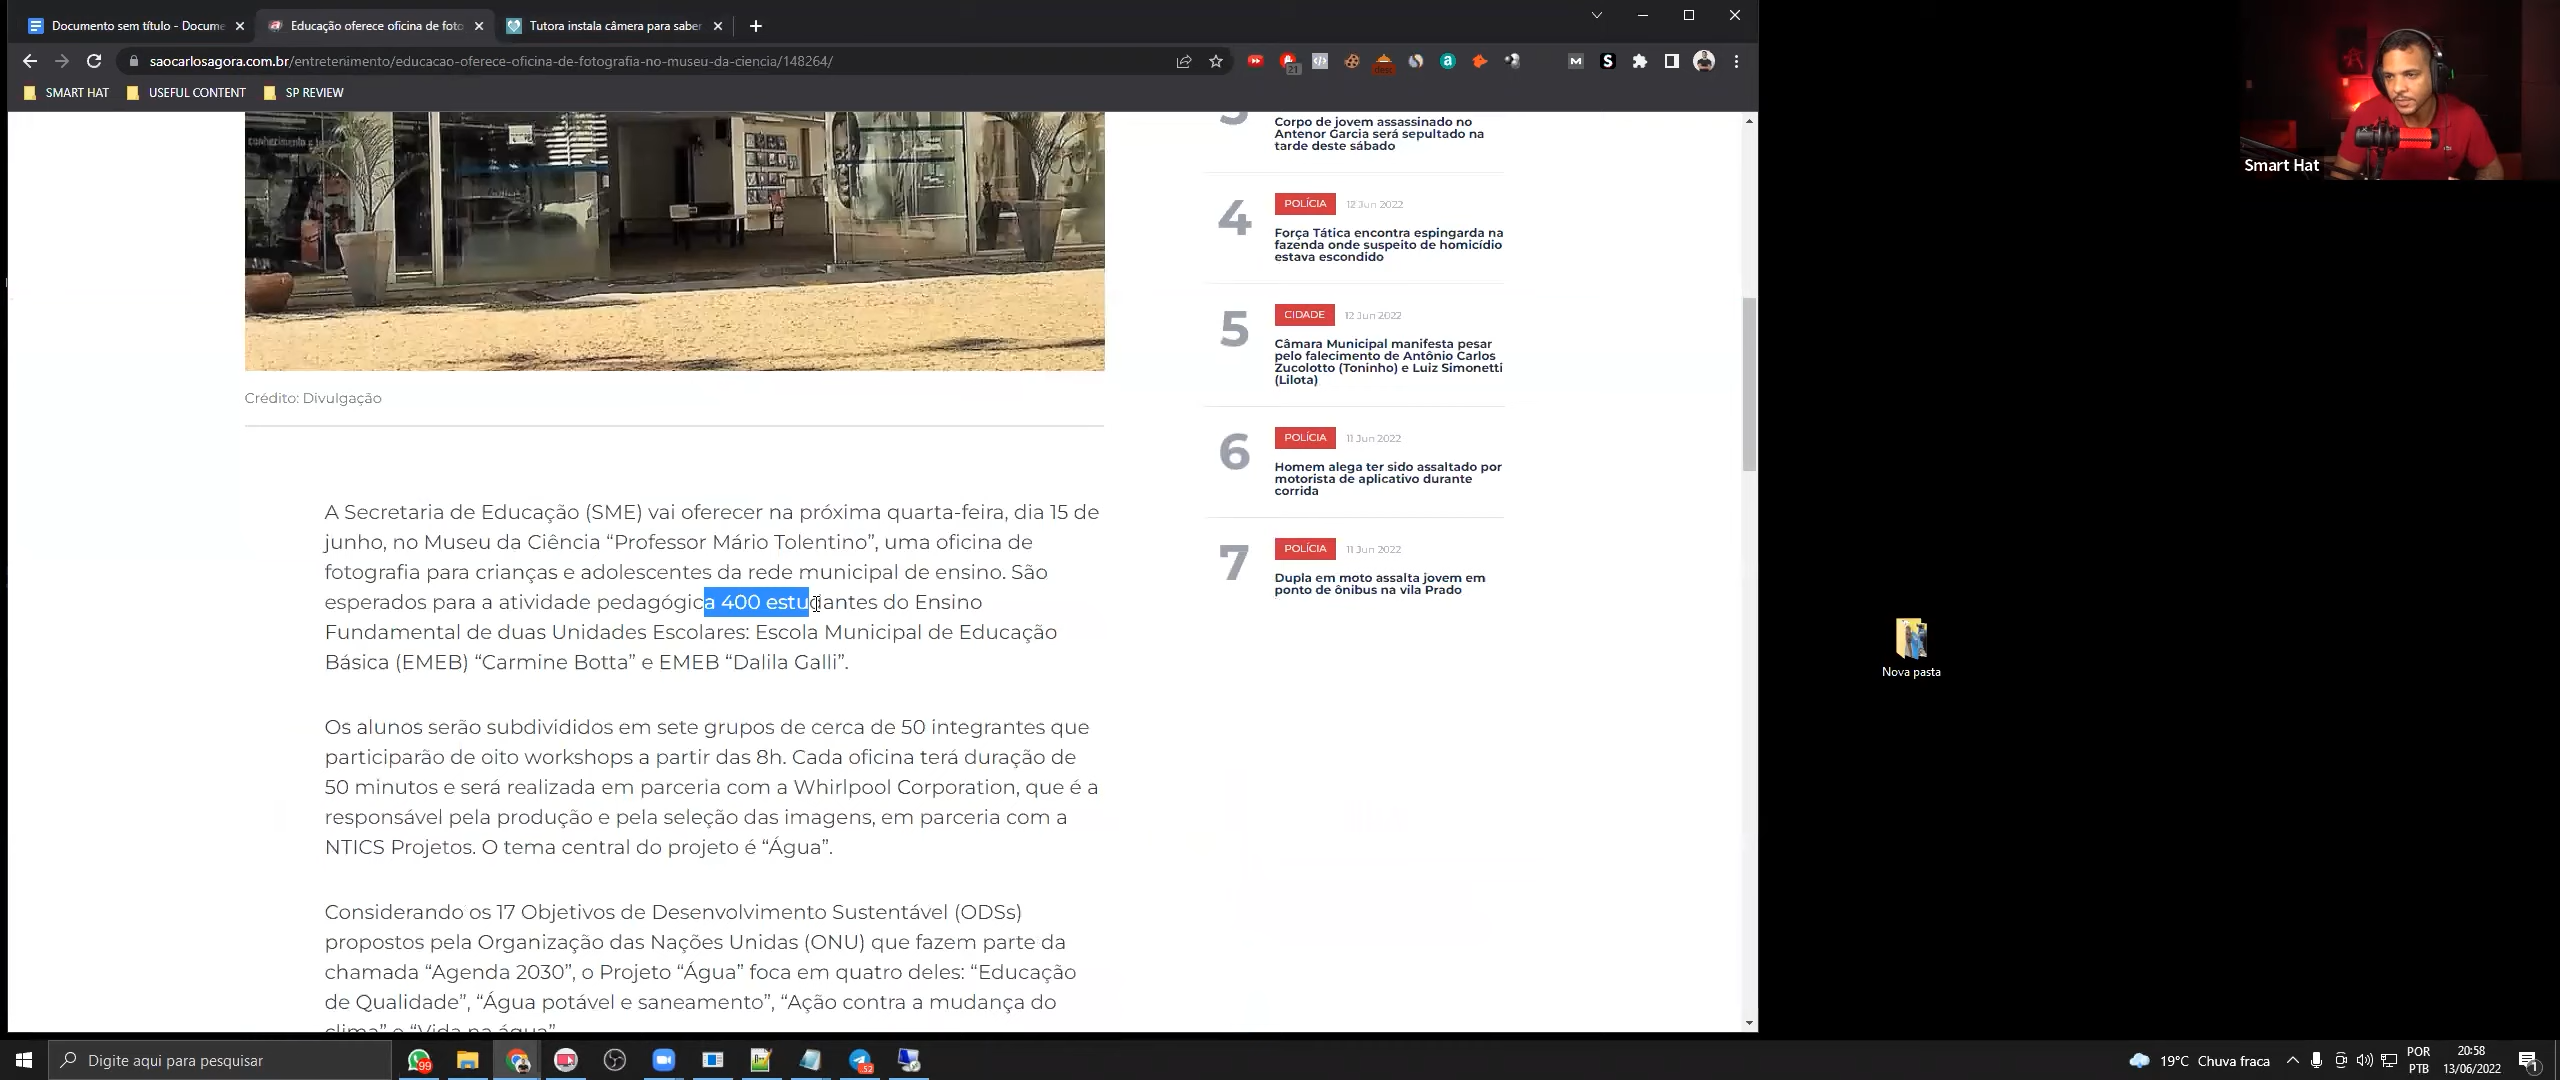 Documento sem título - Docume
Educação oferece oficina de foto
Tutora instala câmera para saber
saocarlosagora.com.br/entretenimento/educacao-oferece-oficina-de-fotografia-no-museu-da-ciencia/148264/
21
desc
SMART HAT
USEFUL CONTENT
SP REVIEW
Smart Hat
3
Corpo de jovem assassinado no
Antenor Garcia será sepultado na
tarde deste sábado
4
POLÍCIA 12 Jun 2022
Força Tática encontra espingarda na
fazenda onde suspeito de homicídio
estava escondido
5
CIDADE 12 Jun 2022
Câmara Municipal manifesta pesar
pelo falecimento de Antônio Carlos
Zucolotto (Toninho) e Luiz Simonetti
(Lilota)
6
POLÍCIA 11 Jun 2022
Homem alega ter sido assaltado por
motorista de aplicativo durante
corrida
7
POLÍCIA 11 Jun 2022
Dupla em moto assalta jovem em
ponto de ônibus na vila Prado
Crédito: Divulgação
A Secretaria de Educação (SME) vai oferecer na próxima quarta-feira, dia 15 de
junho, no Museu da Ciência “Professor Mário Tolentino”, uma oficina de
fotografia para crianças e adolescentes da rede municipal de ensino. São
esperados para a atividade pedagógica 400 estudiantes do Ensino
Fundamental de duas Unidades Escolares: Escola Municipal de Educação
Básica (EMEB) “Carmine Botta” e EMEB “Dalila Galli”.
Os alunos serão subdivididos em sete grupos de cerca de 50 integrantes que
participarão de oito workshops a partir das 8h. Cada oficina terá duração de
50 minutos e será realizada em parceria com a Whirlpool Corporation, que é a
responsável pela produção e pela seleção das imagens, em parceria com a
NTICS Projetos. O tema central do projeto é “Água”.
Considerando os 17 Objetivos de Desenvolvimento Sustentável (ODSs)
propostos pela Organização das Nações Unidas (ONU) que fazem parte da
chamada “Agenda 2030”, o Projeto “Água” foca em quatro deles: “Educação
de Qualidade”, “Água potável e saneamento”, “Ação contra a mudança do
clima” e “Vida na água”.
Nova pasta
Digite aqui para pesquisar
99
52
19°C Chuva fraca
POR
PTB
20:58
13/06/2022
1